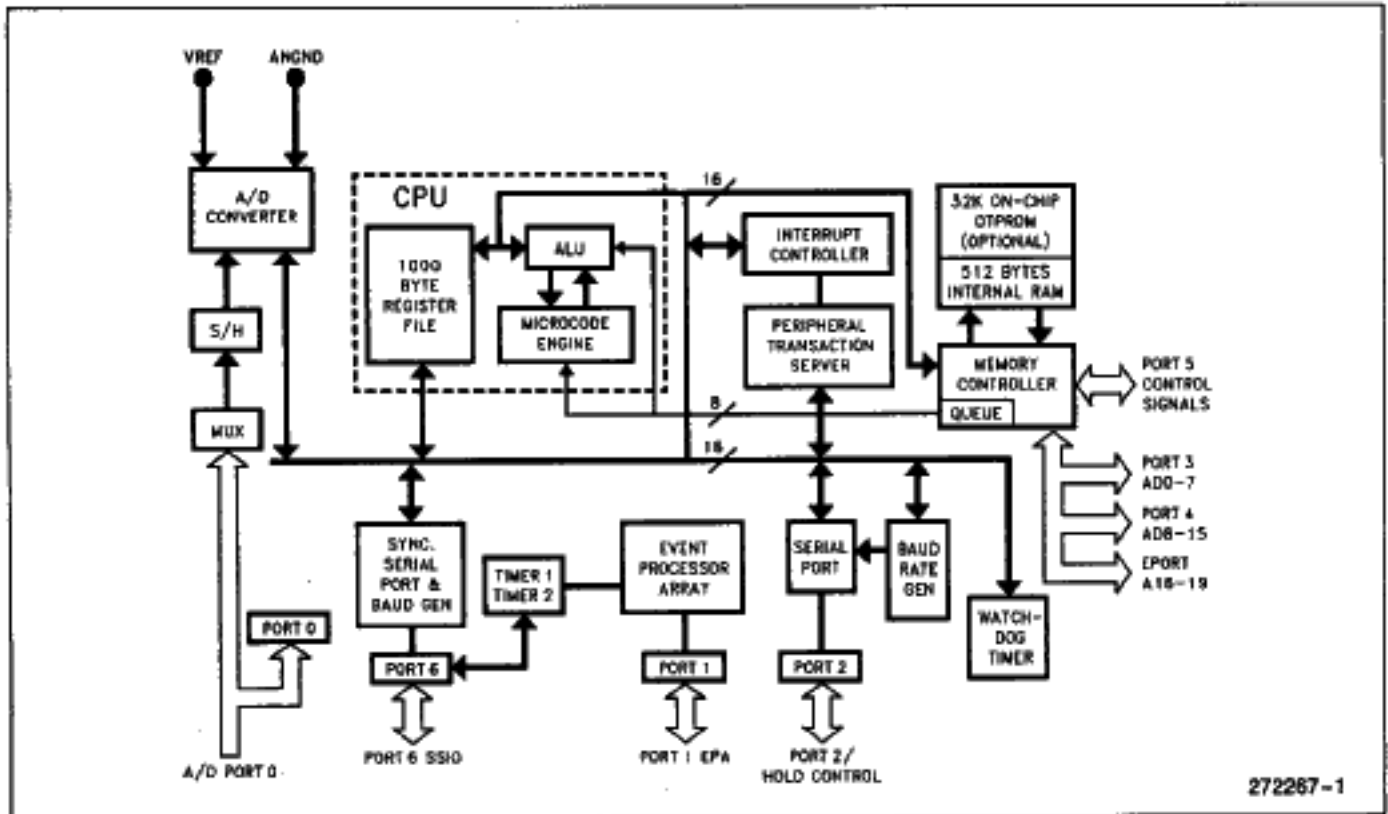 VREF
ANGND
A/D
CONVERTER
S/H
MUX
PORT 0
A/D PORT 0
CPU
1000
BYTE
REGISTER
FILE
ALU
MICROCODE
ENGINE
16
8
16
INTERRUPT
CONTROLLER
PERIPHERAL
TRANSACTION
SERVER
32K ON-CHIP
OTPROM
(OPTIONAL)
512 BYTES
INTERNAL RAM
MEMORY
CONTROLLER
QUEUE
PORT 5
CONTROL
SIGNALS
PORT 3
AD0-7
PORT 4
AD8-15
EPORT
A16-19
SYNC.
SERIAL
PORT &
BAUD GEN
TIMER 1
TIMER 2
EVENT
PROCESSOR
ARRAY
SERIAL
PORT
BAUD
RATE
GEN
WATCH-
DOG
TIMER
PORT 6
PORT 1
PORT 2
PORT 6 SSIO
PORT 1 EPA
PORT 2/
HOLD CONTROL
272267-1